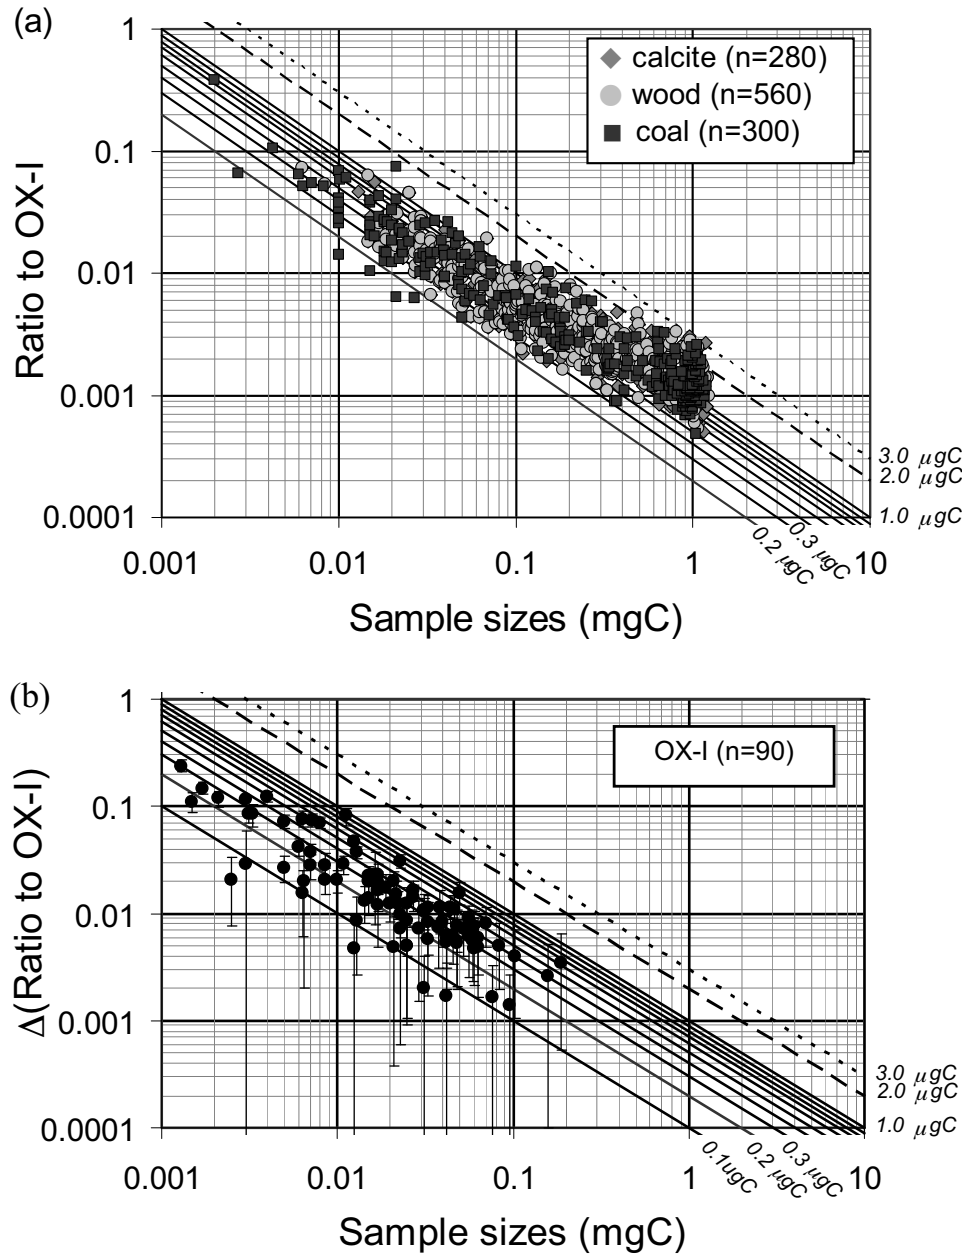 (a)
1
0.1
0.01
0.001
0.0001
Ratio to OX-I
calcite (n=280)
wood (n=560)
coal (n=300)
3.0 μgC
2.0 μgC
1.0 μgC
0.3 μgC
0.2 μgC
0.001
0.01
0.1
1
10
Sample sizes (mgC)
(b)
1
0.1
0.01
0.001
0.0001
Δ(Ratio to OX-I)
OX-I (n=90)
3.0 μgC
2.0 μgC
1.0 μgC
0.1ugC
0.2 μgC
0.3 μgC
0.001
0.01
0.1
1
10
Sample sizes (mgC)